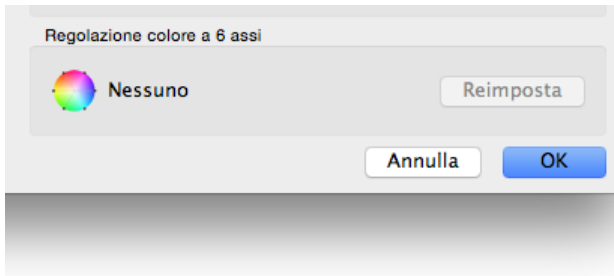 Regolazione colore a 6 assi
Nessuno
Reimposta
Annulla
OK